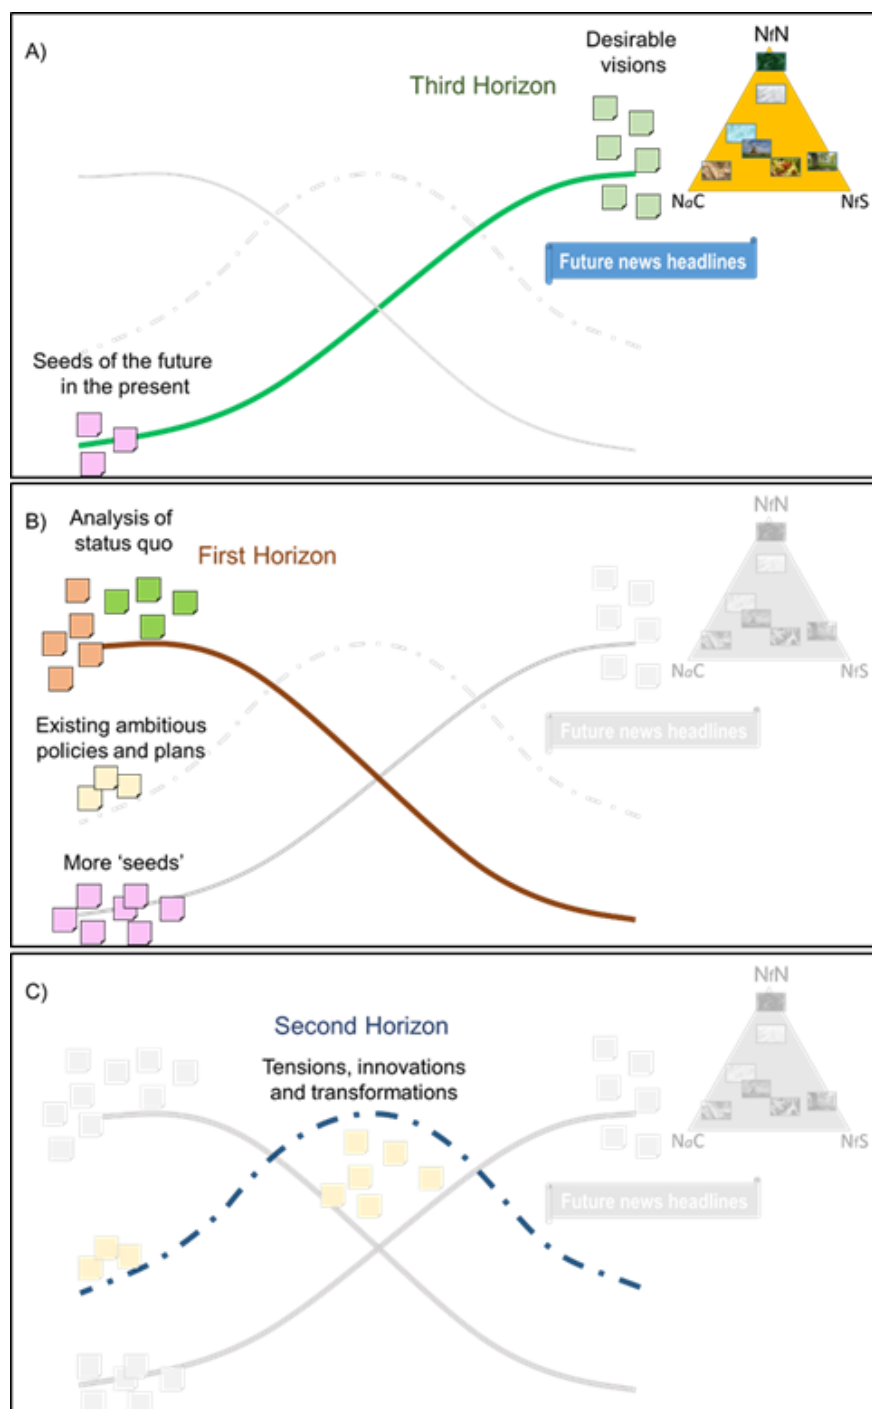 A)
Desirable
visions
NfN
Third Horizon
NaC
NfS
Future news headlines
Seeds of the future
in the present
B)
Analysis of
status quo
First Horizon
NfN
NaC
NfS
Existing ambitious
policies and plans
Future news headlines
More ‘seeds’
C)
NfN
Second Horizon
Tensions, innovations
and transformations
NaC
NfS
Future news headlines